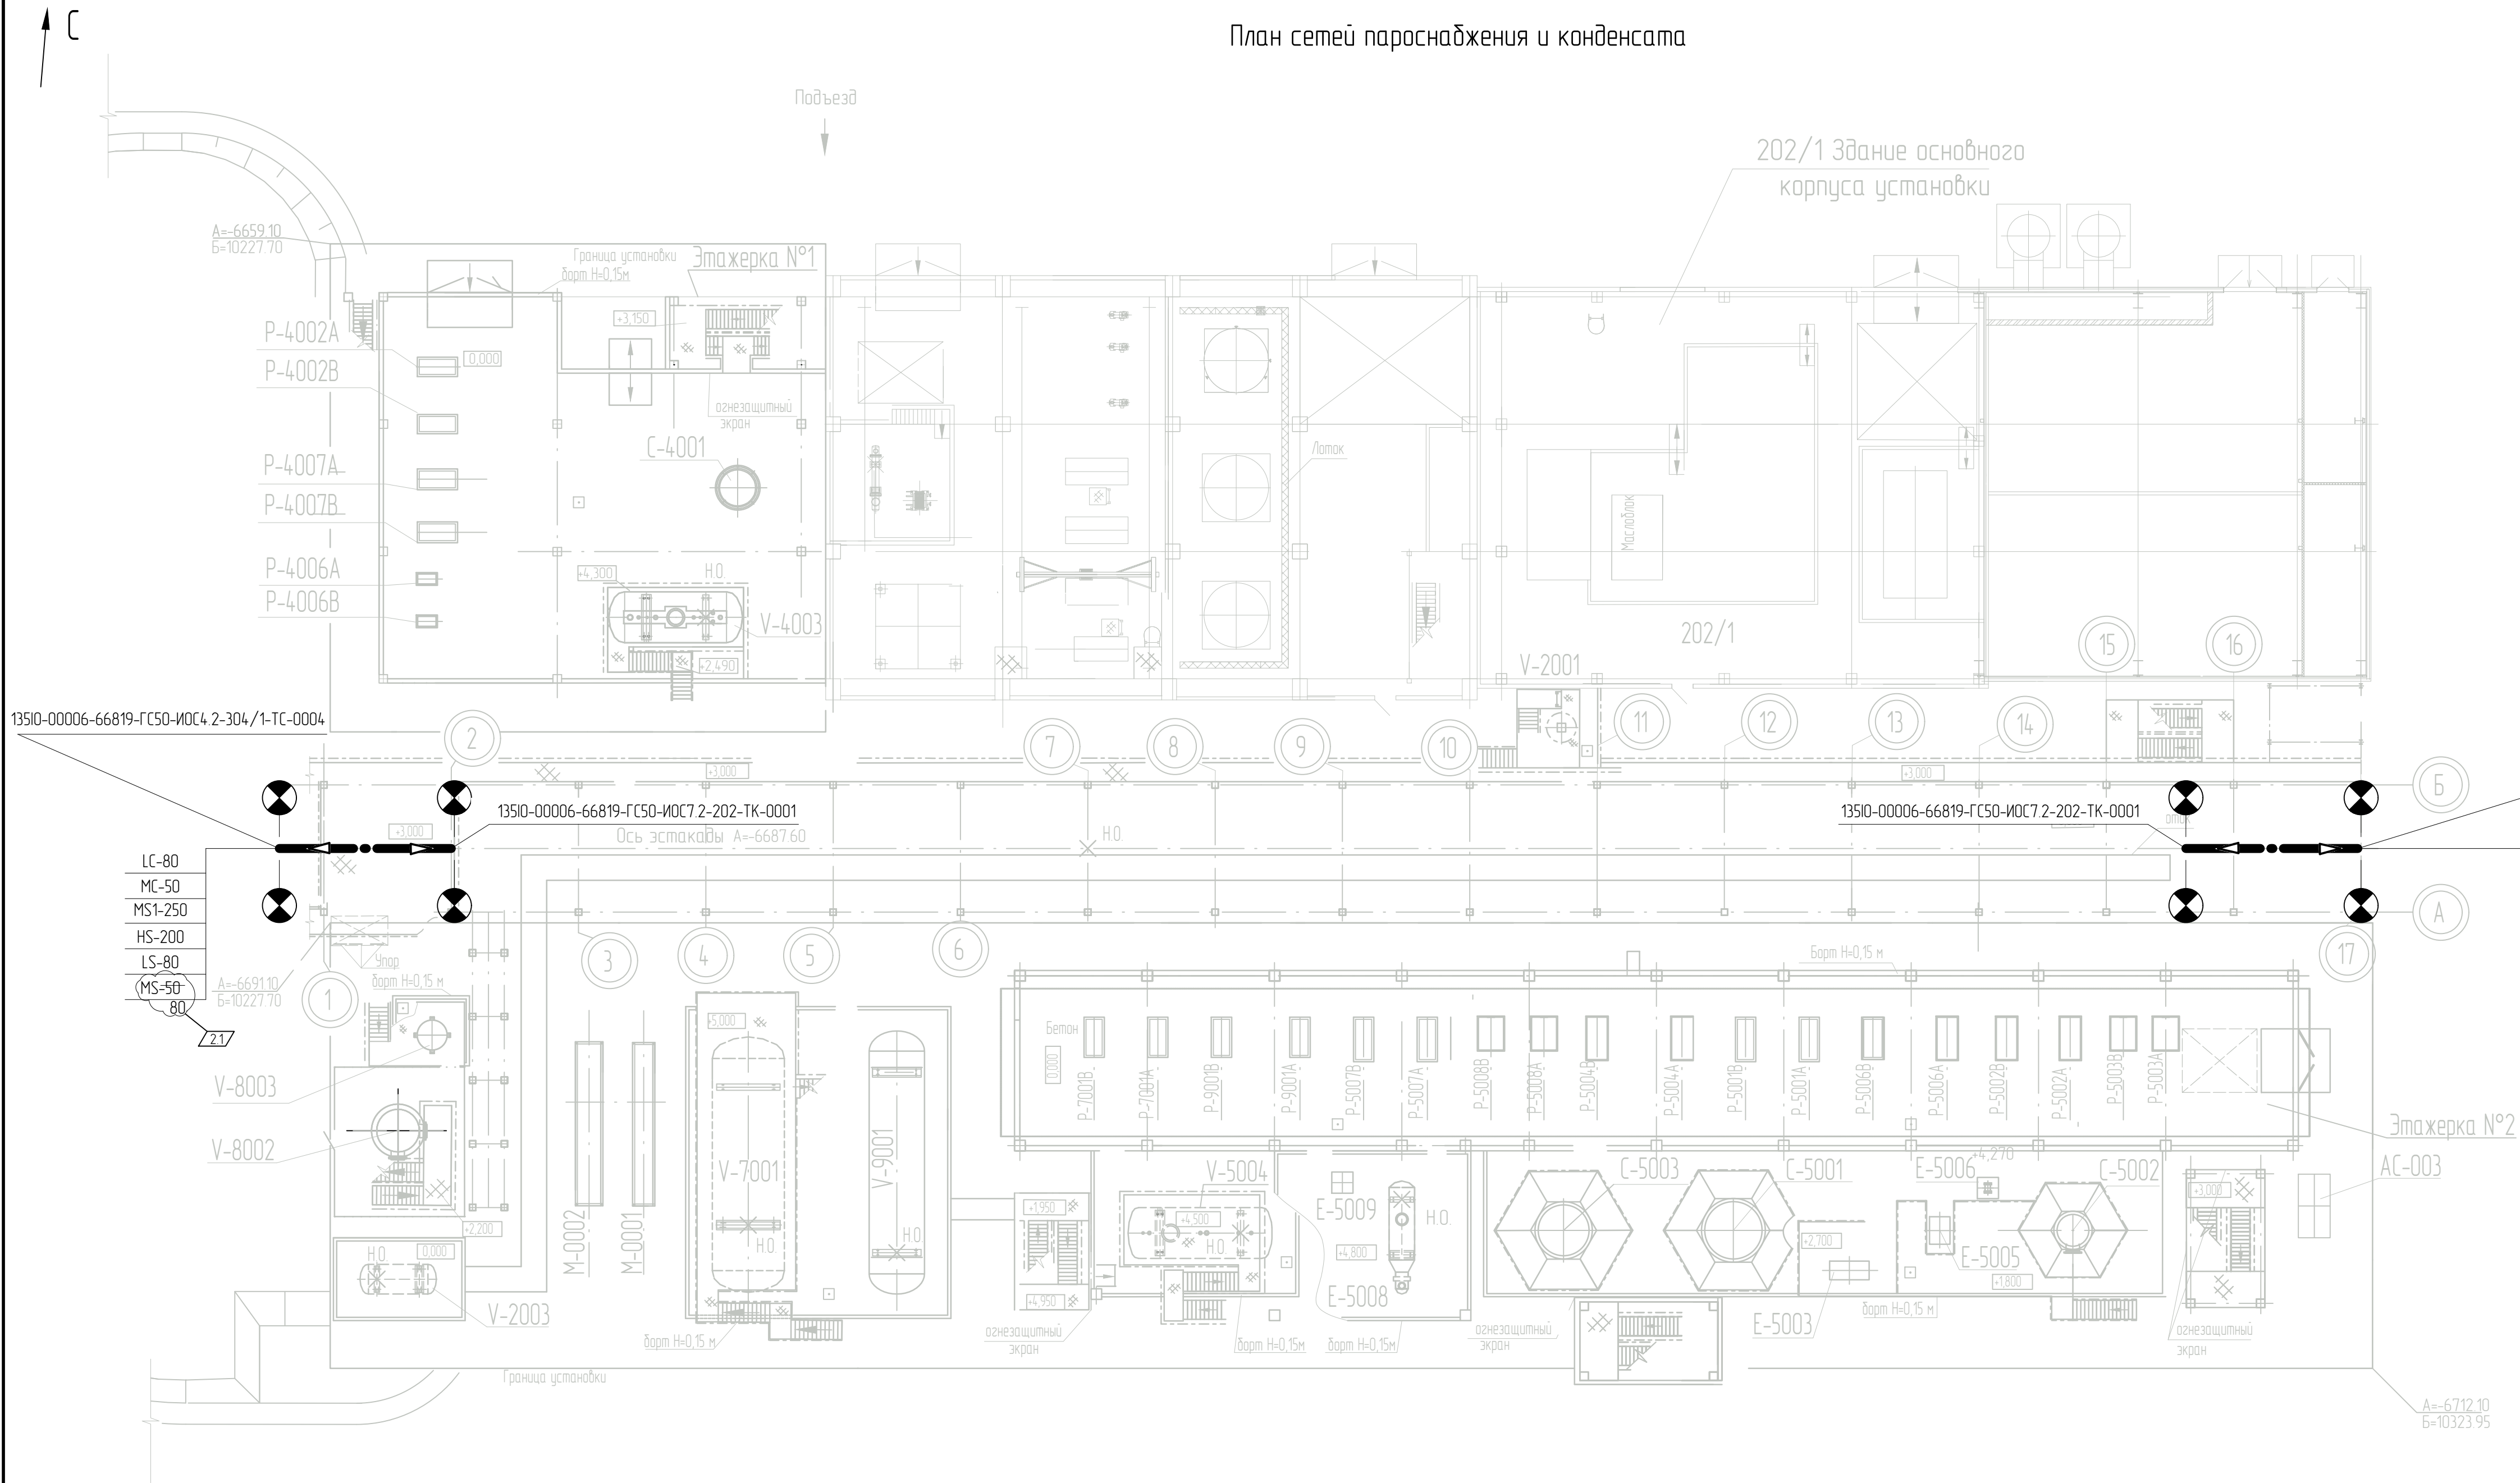 С
План сетей пароснабжения и конденсата
Подъезд
202/1 Здание основного
корпуса установки
А=-6659.10
Б=10227.70
Граница установки
борт Н=0,15м
Этажерка №1
+3,150
0,000
Р-4002А
Р-4002В
огнезащитный
экран
С-4001
Лоток
Р-4007А
Р-4007В
Маслоблок
Р-4006А
Р-4006В
+4,300
Н.О.
V-4003
+2,490
202/1
V-2001
15
16
135I0-00006-66819-ГС50-ИОС4.2-304/1-ТС-0004
2
7
8
9
10
11
12
13
14
+3,000
+3,000
Б
135I0-00006-66819-ГС50-ИОС7.2-202-ТК-0001
135I0-00006-66819-ГС50-ИОС7.2-202-ТК-0001
+3.000
Ось эстакады А=-6687.60
Н.О.
LC-80
МС-50
MS1-250
HS-200
LS-80
MS-50
80
2.1
А
Упор
борт Н=0,15 м
А=-6691.10
Б=10227.70
1
3
4
5
6
17
Борт Н=0,15 м
+5,000
Бетон
0.000
V-8003
V-8002
Р-7001В
Р-7001А
Р-9001В
Р-9001А
Р-5007В
Р-5007А
Р-5008В
Р-5008А
Р-5004В
Р-5004А
Р-5001В
Р-5001А
Р-5006В
Р-5006А
Р-5002В
Р-5002А
Р-5003В
Р-5003А
Этажерка №2
V-7001
V-9001
V-5004
С-5003
С-5001
Е-5006
+4,270
С-5002
АС-003
+1,950
+4,500
Е-5009
Н.О.
+3,000
М-0002
М-0001
+2,200
Н.О.
0,000
Н.О.
Н.О.
Н.О.
+4,800
+2,700
Е-5005
+1,800
V-2003
+4,950
Е-5008
Е-5003
борт Н=0,15 м
огнезащитный
экран
борт Н=0,15 м
борт Н=0,15м
борт Н=0,15м
огнезащитный
экран
огнезащитный
экран
Граница установки
А=-6712.10
Б=10323.95